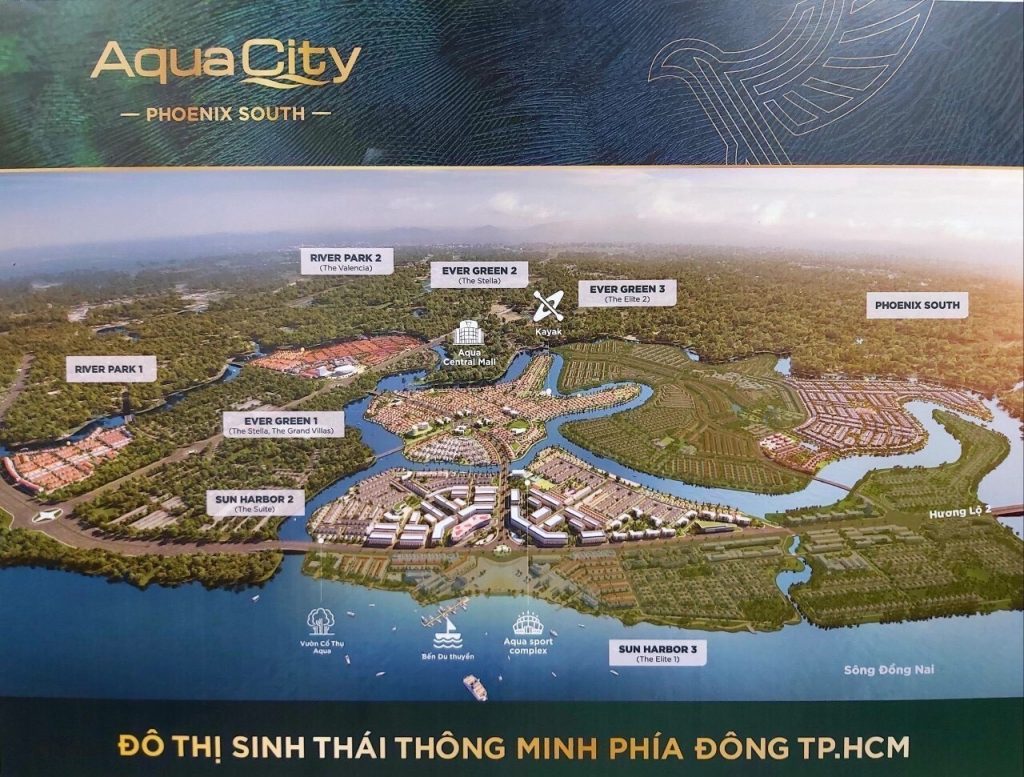 Aqua City
PHOENIX SOUTH
RIVER PARK 2
(The Valencia)
EVER GREEN 2
(The Stella)
EVER GREEN 3
(The Elite 2)
PHOENIX SOUTH
Kayak
Aqua
Central Mall
RIVER PARK 1
EVER GREEN 1
(The Stella, The Grand Villas)
SUN HARBOR 2
(The Suite)
Hương Lộ 2
Vườn Cổ Thụ
Aqua
Bến Du thuyền
Aqua sport
complex
SUN HARBOR 3
(The Elite 1)
Sông Đồng Nai
ĐÔ THỊ SINH THÁI THÔNG MINH PHÍA ĐÔNG TP.HCM